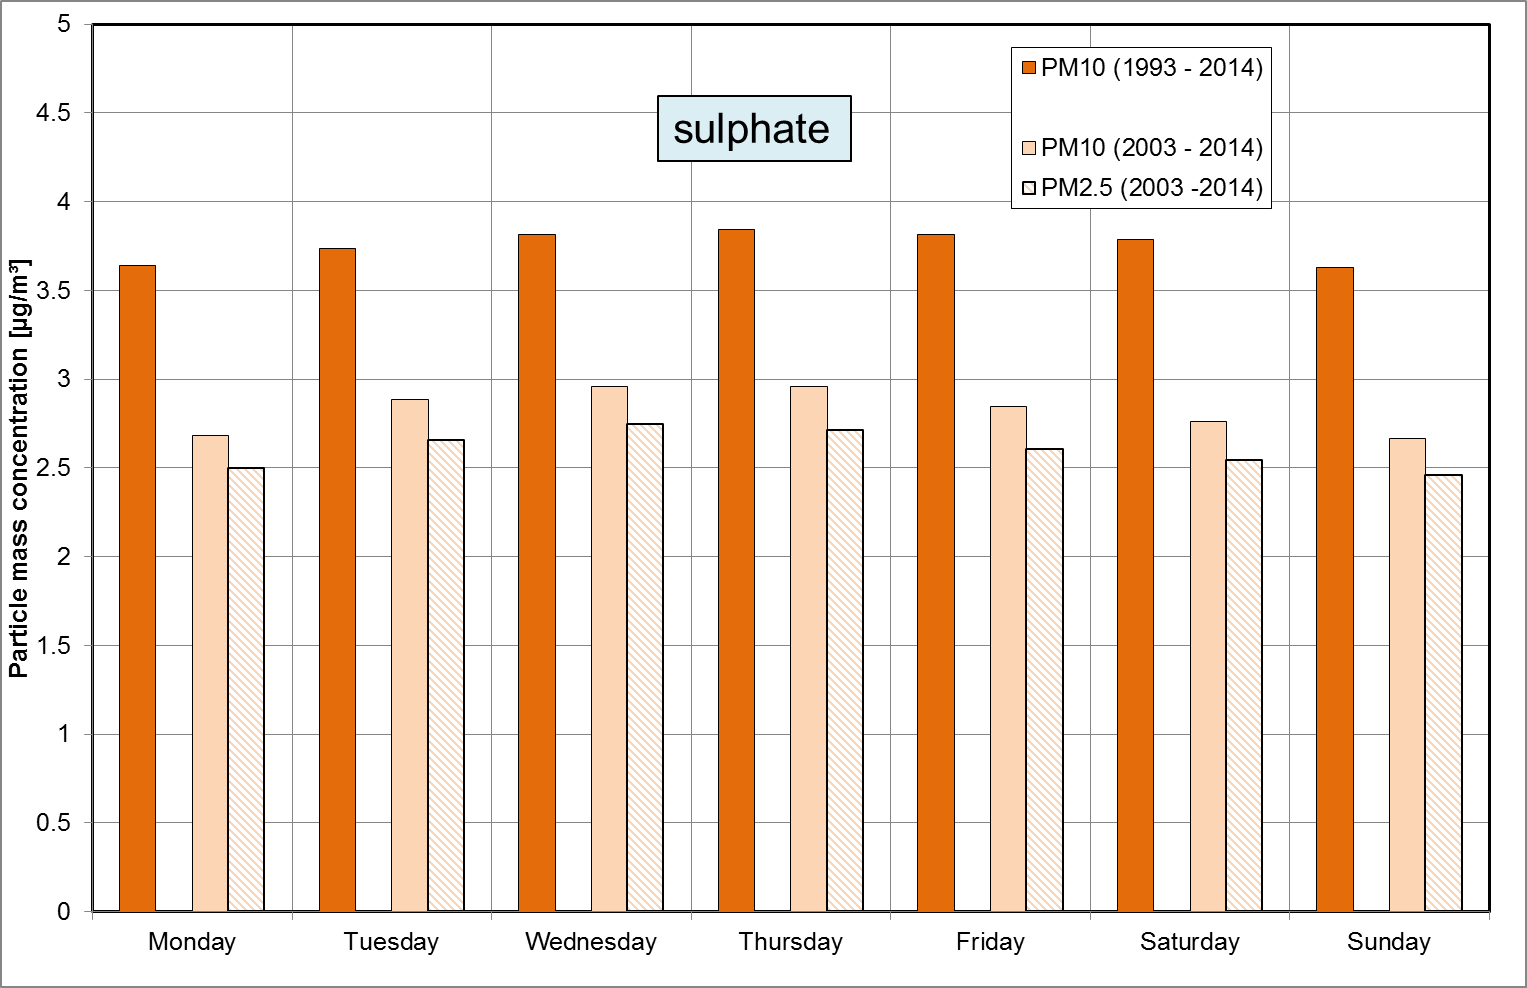 sulphate
PM10 (1993 - 2014)
PM10 (2003 - 2014)
PM2.5 (2003 -2014)
Particle mass concentration [µg/m³]
5
4.5
4
3.5
3
2.5
2
1.5
1
0.5
0
Monday Tuesday Wednesday Thursday Friday Saturday Sunday